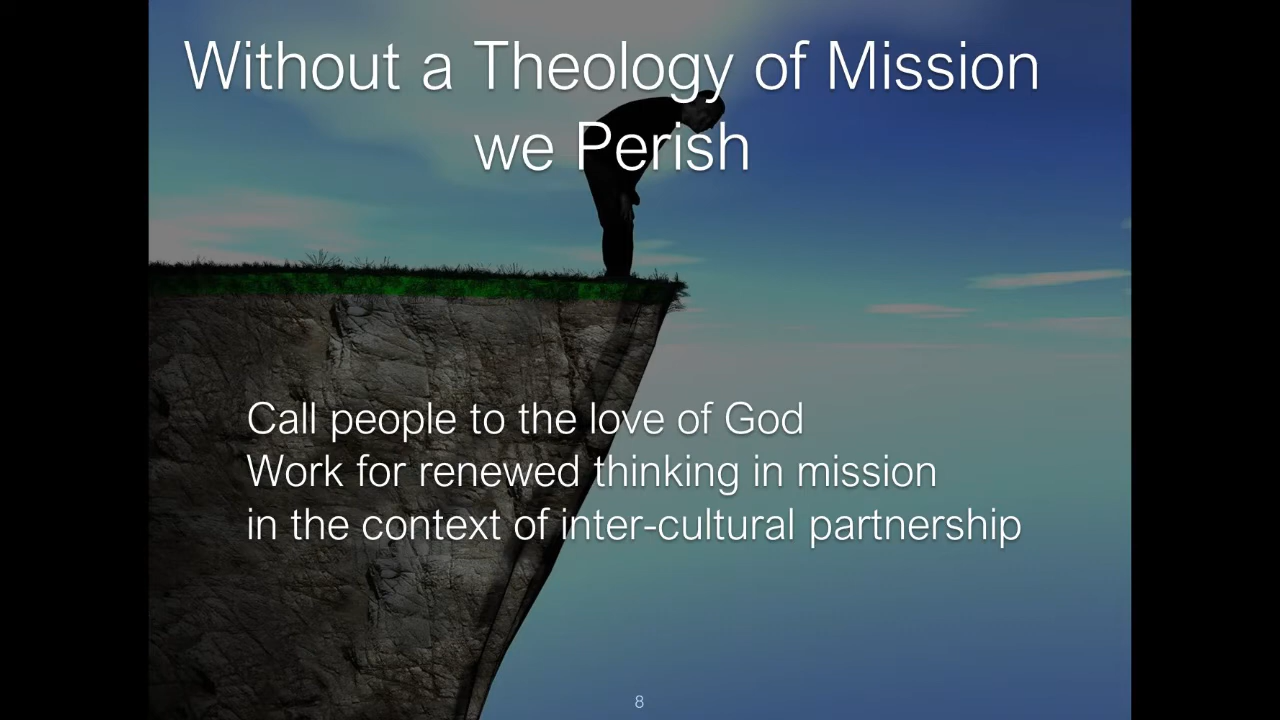 Without a Theology of Mission
we Perish
Call people to the love of God
Work for renewed thinking in mission
in the context of inter-cultural partnership
8